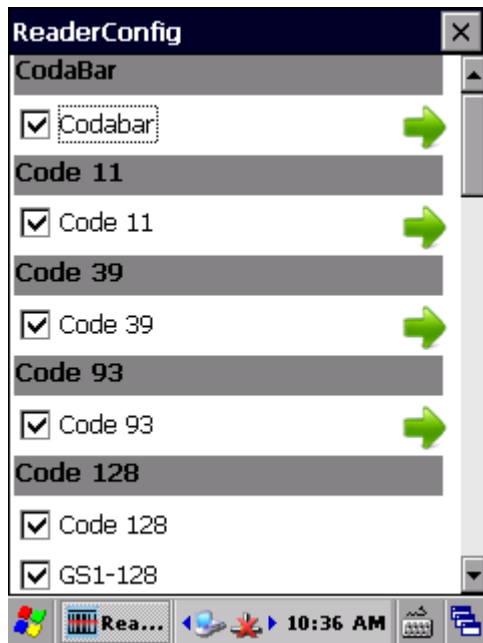 ReaderConfig
CodaBar
Codabar
Code 11
Code 11
Code 39
Code 39
Code 93
Code 93
Code 128
Code 128
GS1-128
Rea... 10:36 AM